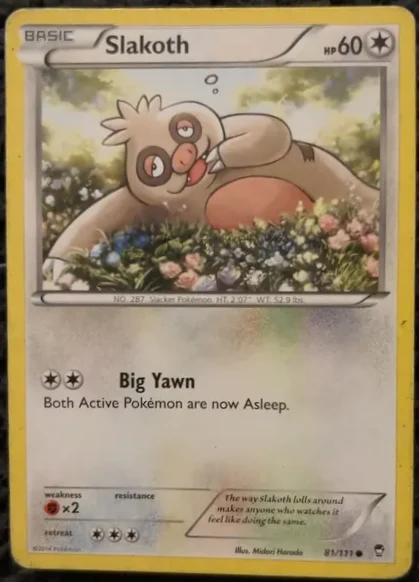 BASIC
Slakoth
HP60
NO. 287 Slacker Pokémon HT. 2'07" WT. 52.9 lbs.
Big Yawn
Both Active Pokémon are now Asleep.
weakness resistance
×2
The way Slakoth lolls around
makes anyone who watches it
feel like doing the same.
retreat
©2014 Pokémon
Illus. Midori Harada
81/111